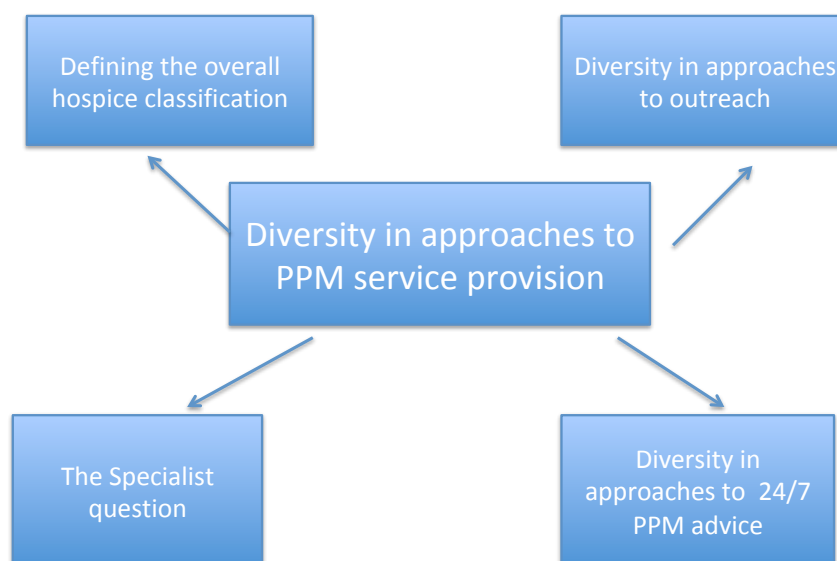 Defining the overall
hospice classification
Diversity in approaches
to outreach
Diversity in approaches to
PPM service provision
The Specialist
question
Diversity in
approaches to  24/7
PPM advice